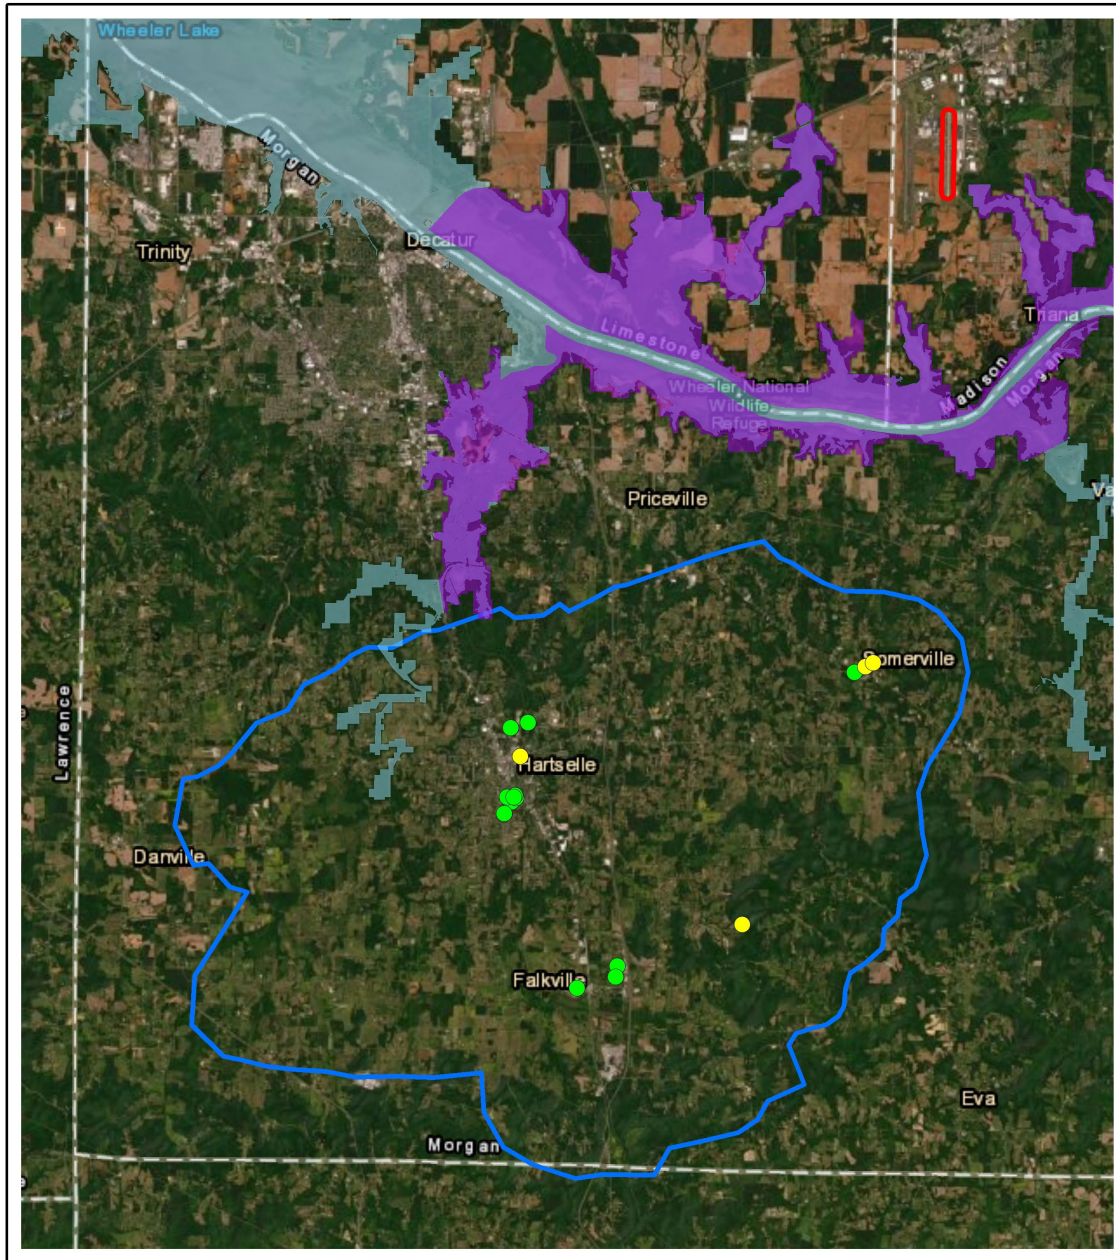 Wheeler Lake
Morgan
Trinity
Decatur
Triana
Limestone
Madison
Morgan
Wheeler National
Wildlife
Refuge
Priceville
Va
Somerville
Lawrence
Hartselle
Danville
Falkville
Eva
Morgan